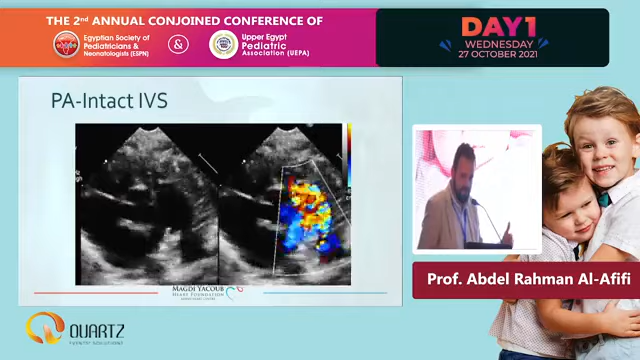 THE 2nd ANNUAL CONJOINED CONFERENCE OF
Egyptian Society of
Pediatricians &
Neonatologists (ESPN)
&
Upper Egypt
Pediatric
Association (UEPA)
DAY1
WEDNESDAY
27 OCTOBER 2021
PA-Intact IVS
MAGDI YACOUB
HEART FOUNDATION
Prof. Abdel Rahman Al-Afifi
QUARTZ